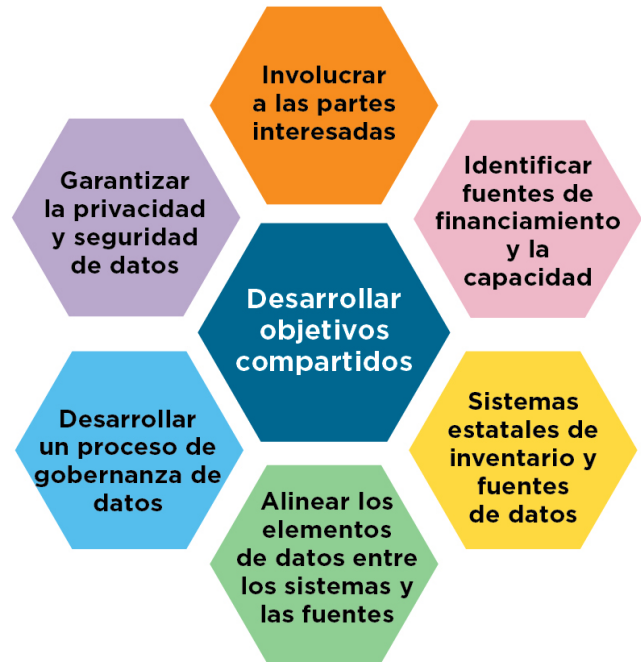 Involucrar
a las partes
interesadas
Identificar
fuentes de
financiamiento
y la
capacidad
Sistemas
estatales de
inventario y
fuentes
de datos
Alinear los
elementos
de datos entre
los sistemas y
las fuentes
Desarrollar
un proceso de
gobernanza de
datos
Garantizar
la privacidad
y seguridad
de datos
Desarrollar
objetivos
compartidos